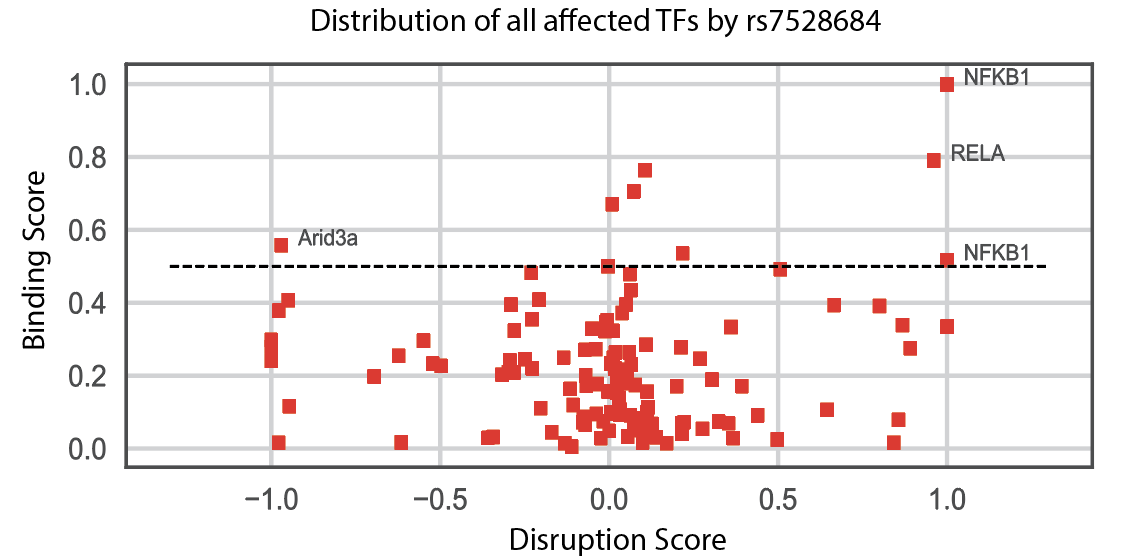 Distribution of all affected TFs by rs7528684
1.0
0.8
0.6
0.4
0.2
0.0
Binding Score
NFKB1
RELA
Arid3a
NFKB1
−1.0
−0.5
0.0
0.5
1.0
Disruption Score